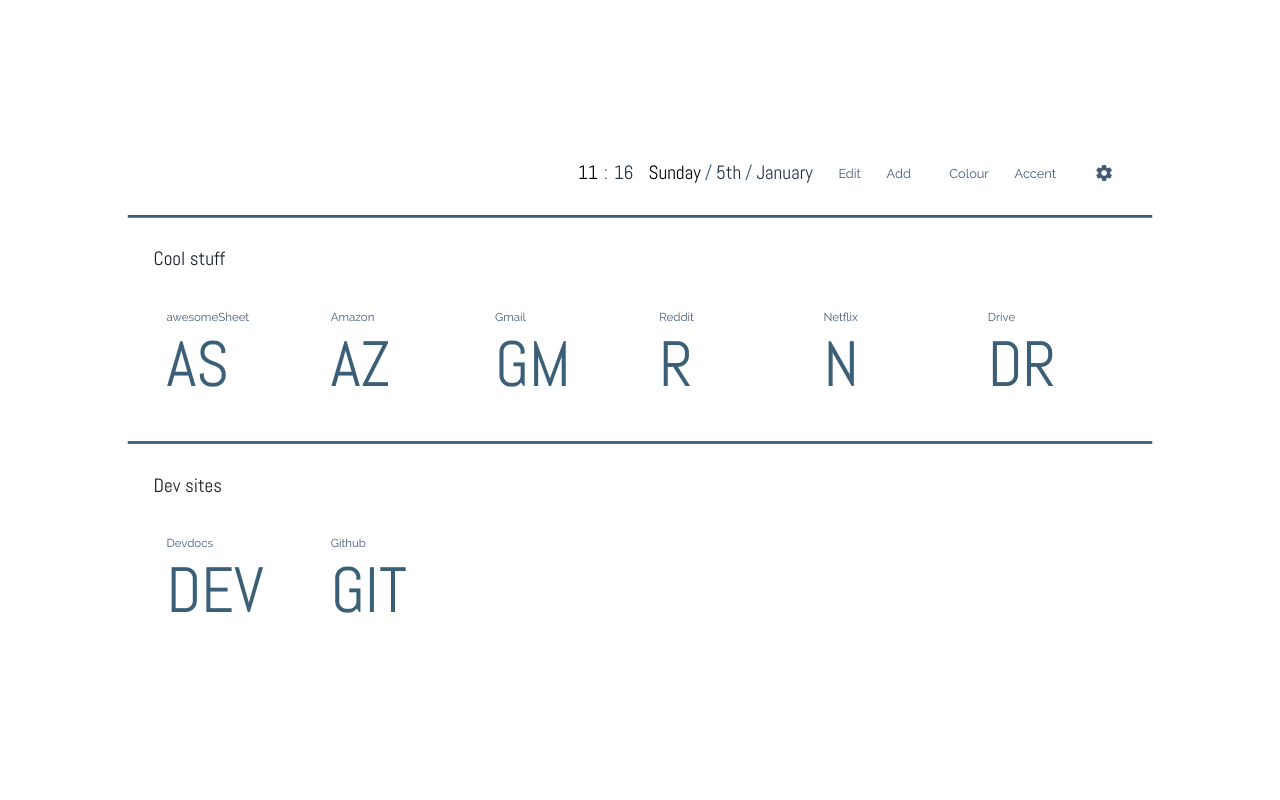 11 : 16 Sunday / 5th / January Edit Add Colour Accent
Cool stuff
awesomeSheet Amazon Gmail Reddit Netflix Drive
AS AZ GM R N DR
Dev sites
Devdocs Github
DEV GIT